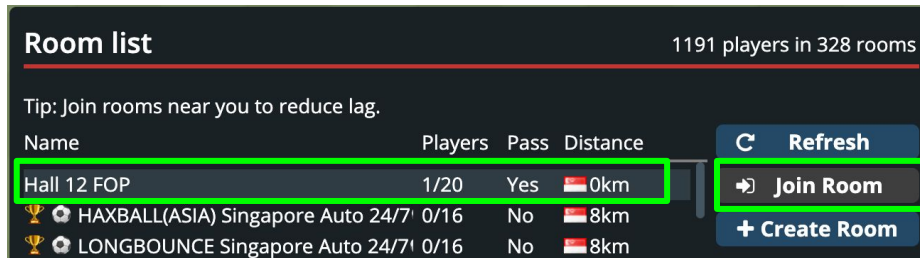 Room list
1191 players in 328 rooms
Tip: Join rooms near you to reduce lag.
Name Players Pass Distance
Refresh
Hall 12 FOP 1/20 Yes 0km
Join Room
HAXBALL(ASIA) Singapore Auto 24/7 0/16 No 8km
Create Room
LONGBOUNCE Singapore Auto 24/7 0/16 No 8km